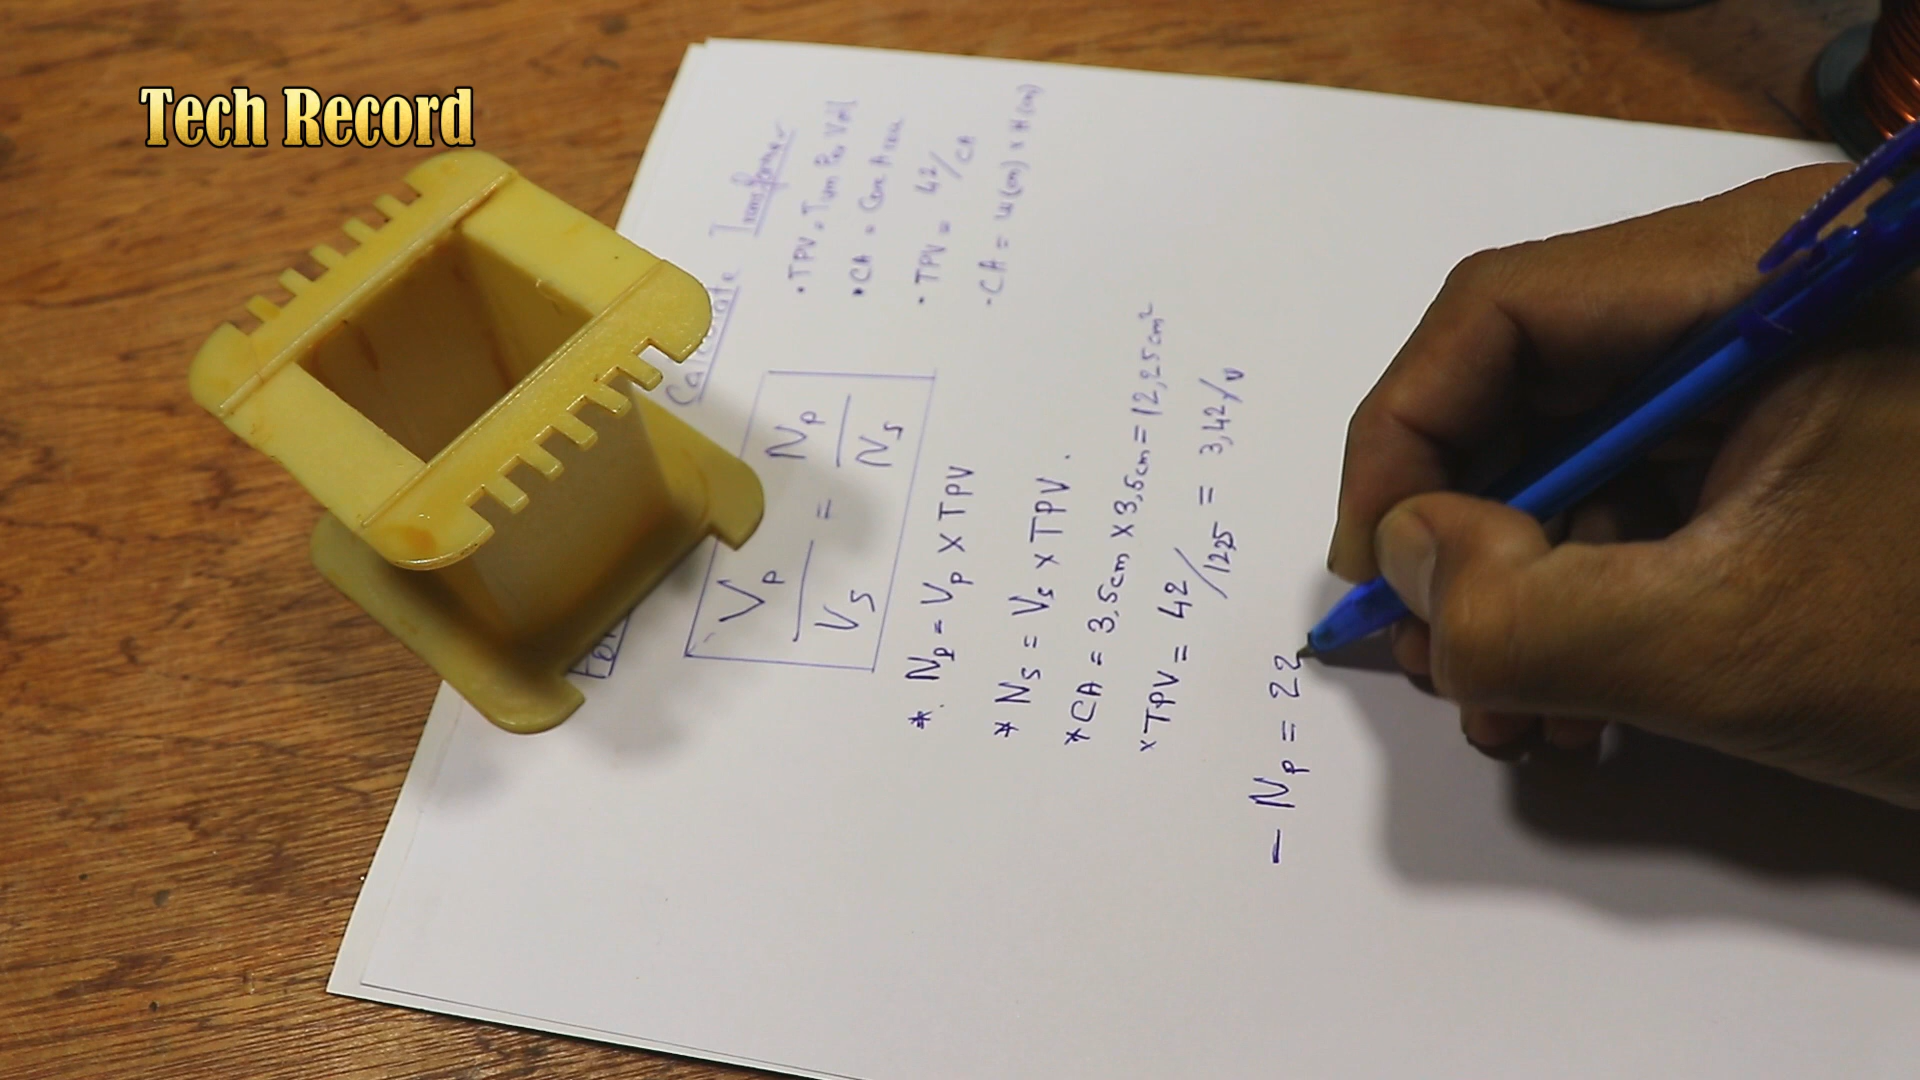 Tech Record
Calculate Transformer
• TPV = Turn Per Volt
• CA = Core Area
• TPV = 42/CA
- CA = W(cm) x H(cm)
Vp/Vs = Np/Ns
* Np = Vp x TPV
* Ns = Vs x TPV.
* CA = 3,5cm x 3,5cm = 12,25cm²
x TPV = 42/12,25 = 3,42/v
— Np = 22